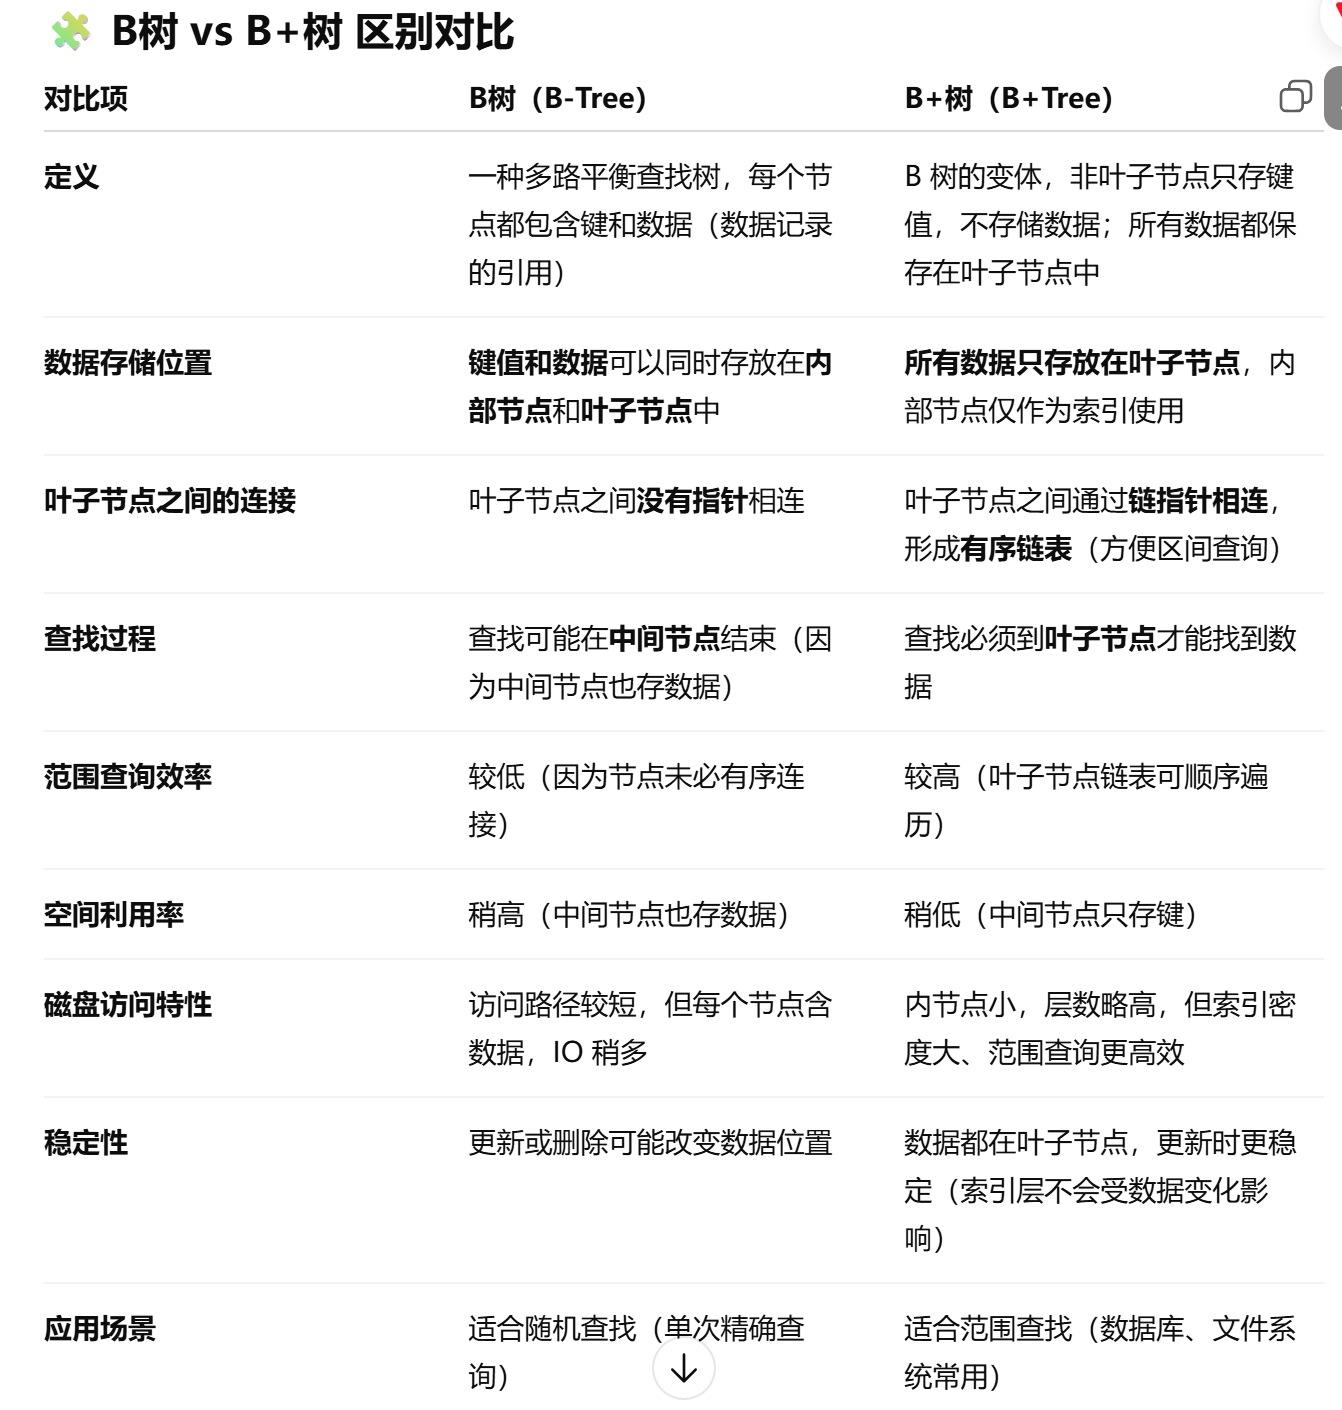 🧩 B树 vs B+树 区别对比
对比项 B树（B-Tree） B+树（B+Tree）
定义
一种多路平衡查找树，每个节
点都包含键和数据（数据记录
的引用）
B 树的变体，非叶子节点只存键
值，不存储数据；所有数据都保
存在叶子节点中
数据存储位置
键值和数据可以同时存放在内
部节点和叶子节点中
所有数据只存放在叶子节点，内
部节点仅作为索引使用
叶子节点之间的连接
叶子节点之间没有指针相连
叶子节点之间通过链指针相连，
形成有序链表（方便区间查询）
查找过程
查找可能在中间节点结束（因
为中间节点也存数据）
查找必须到叶子节点才能找到数
据
范围查询效率
较低（因为节点未必有序连
接）
较高（叶子节点链表可顺序遍
历）
空间利用率
稍高（中间节点也存数据）
稍低（中间节点只存键）
磁盘访问特性
访问路径较短，但每个节点含
数据，IO 稍多
内节点小，层数略高，但索引密
度大、范围查询更高效
稳定性
更新或删除可能改变数据位置
数据都在叶子节点，更新时更稳
定（索引层不会受数据变化影
响）
应用场景
适合随机查找（单次精确查
询）
适合范围查找（数据库、文件系
统常用）